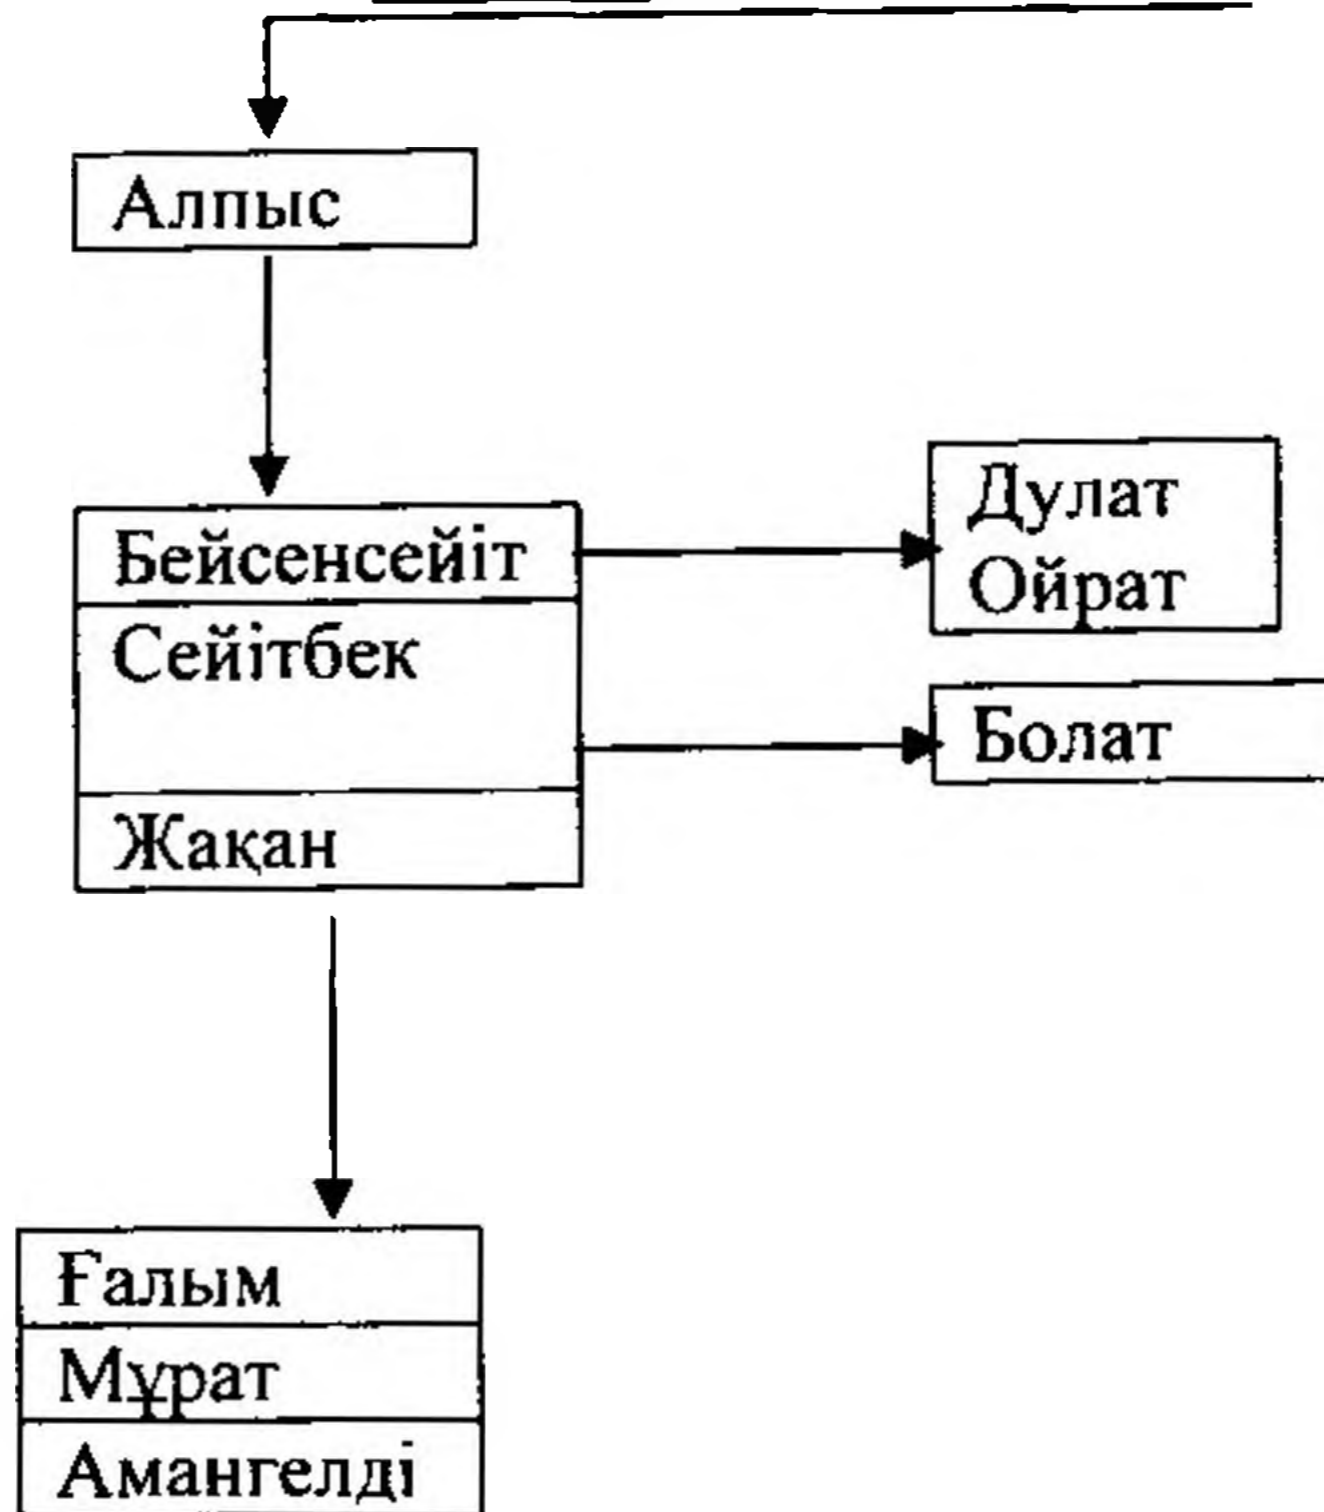 Алпыс
Бейсенсейіт
Сейітбек
Жақан
Дулат
Ойрат
Болат
Ғалым
Мұрат
Амангелді